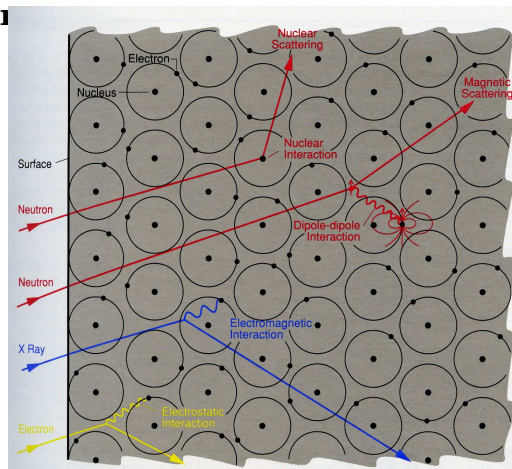 Nuclear
Scattering
Electron
Magnetic
Scattering
Nucleus
Nuclear
Interaction
Surface
Neutron
Dipole-dipole
Interaction
Neutron
Electromagnetic
Interaction
X Ray
Electrostatic
Interaction
Electron